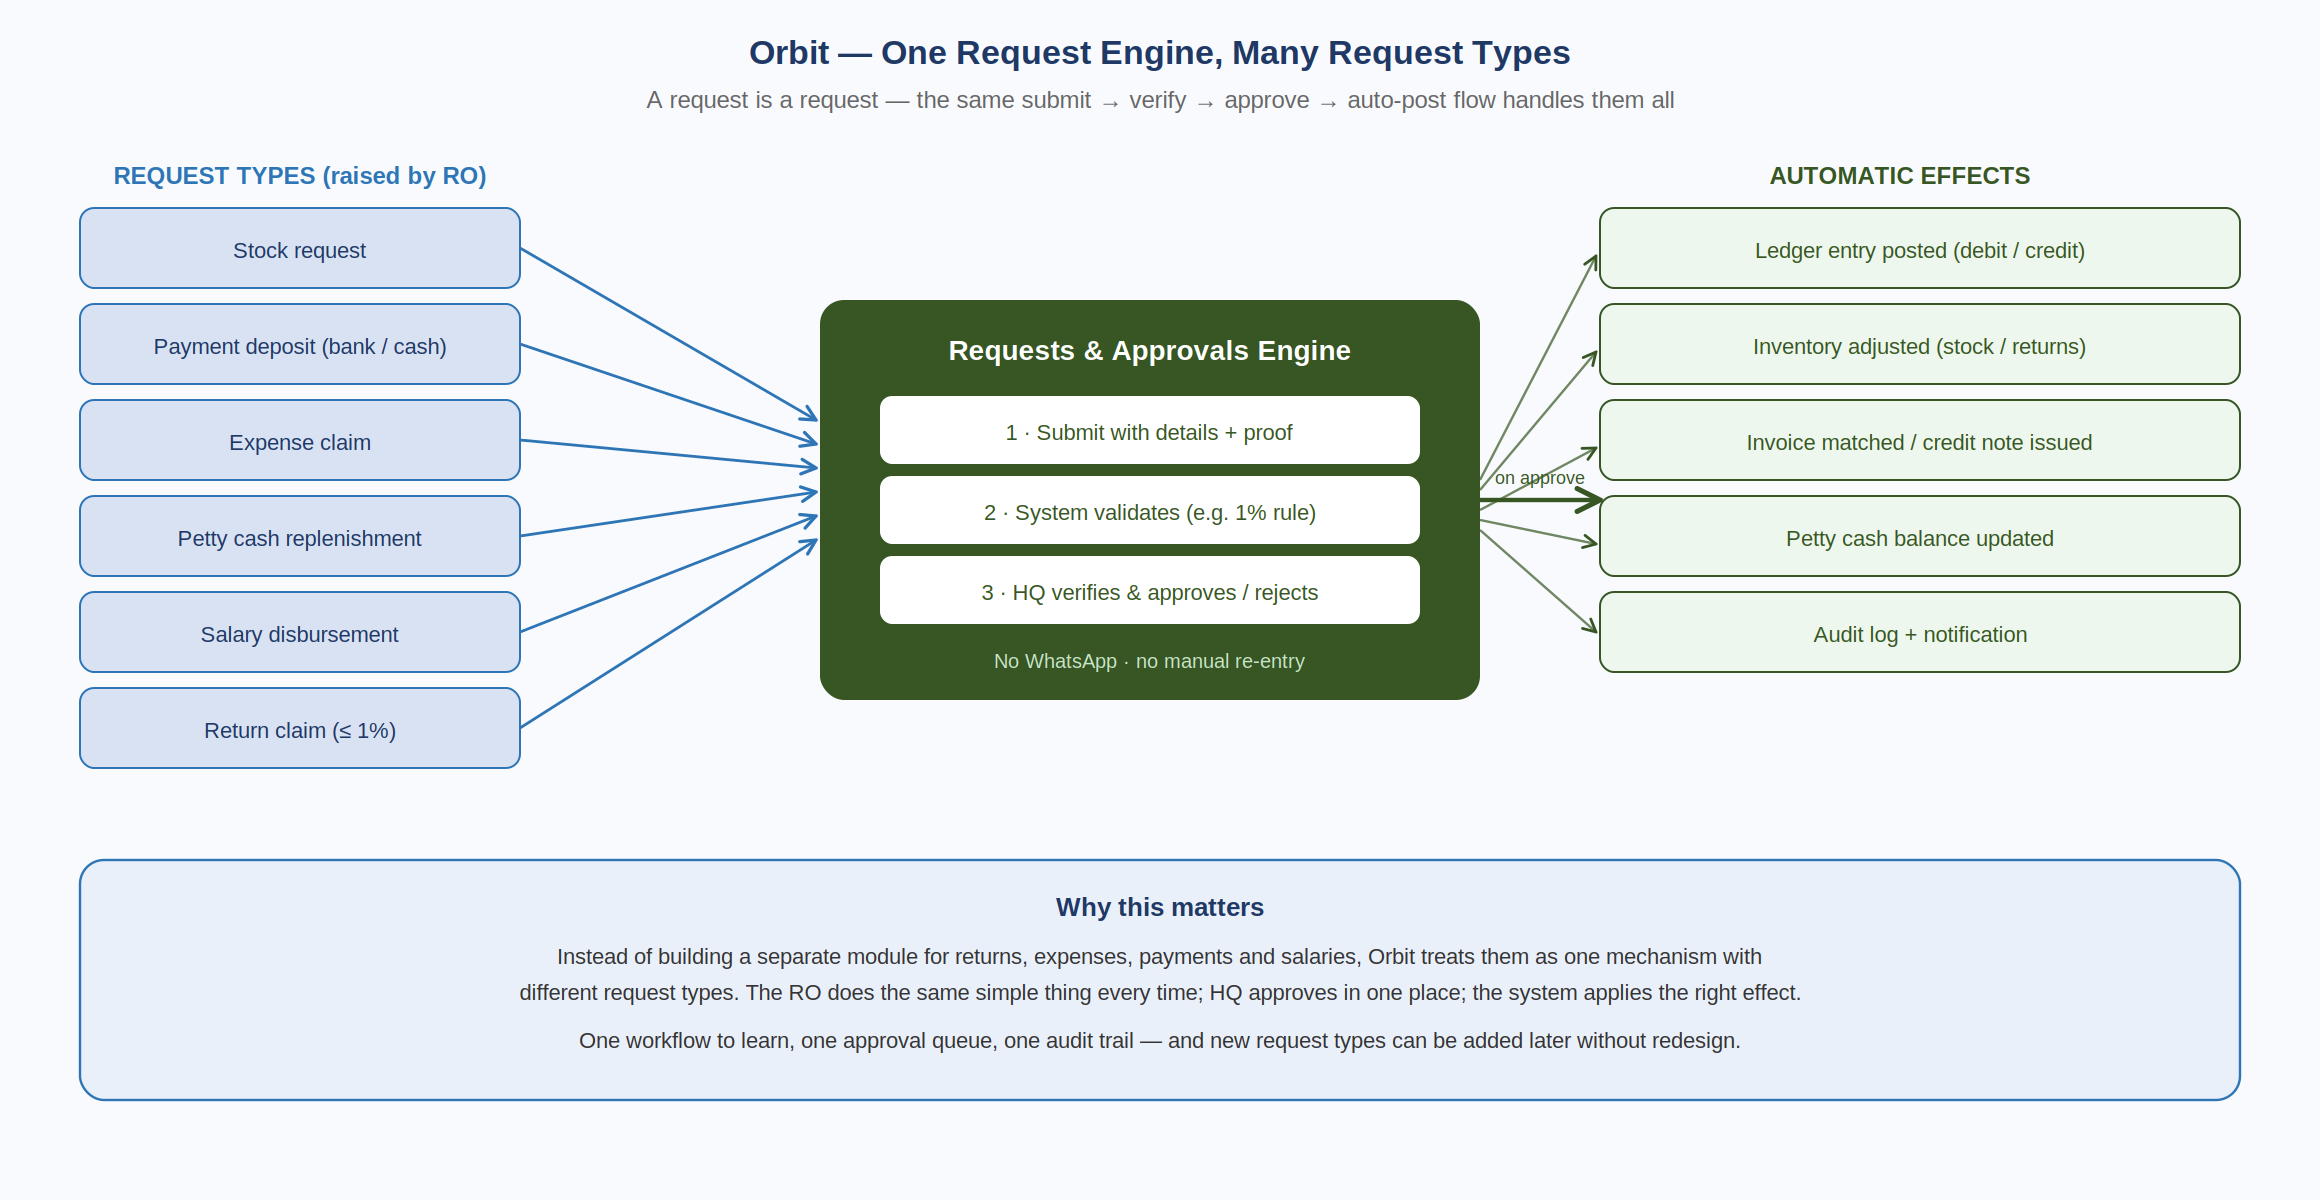 Orbit — One Request Engine, Many Request Types
A request is a request — the same submit → verify → approve → auto-post flow handles them all
REQUEST TYPES (raised by RO)
Stock request
Payment deposit (bank / cash)
Expense claim
Petty cash replenishment
Salary disbursement
Return claim (≤ 1%)
Requests & Approvals Engine
1 · Submit with details + proof
2 · System validates (e.g. 1% rule)
3 · HQ verifies & approves / rejects
No WhatsApp · no manual re-entry
on approve
AUTOMATIC EFFECTS
Ledger entry posted (debit / credit)
Inventory adjusted (stock / returns)
Invoice matched / credit note issued
Petty cash balance updated
Audit log + notification
Why this matters
Instead of building a separate module for returns, expenses, payments and salaries, Orbit treats them as one mechanism with
different request types. The RO does the same simple thing every time; HQ approves in one place; the system applies the right effect.
One workflow to learn, one approval queue, one audit trail — and new request types can be added later without redesign.